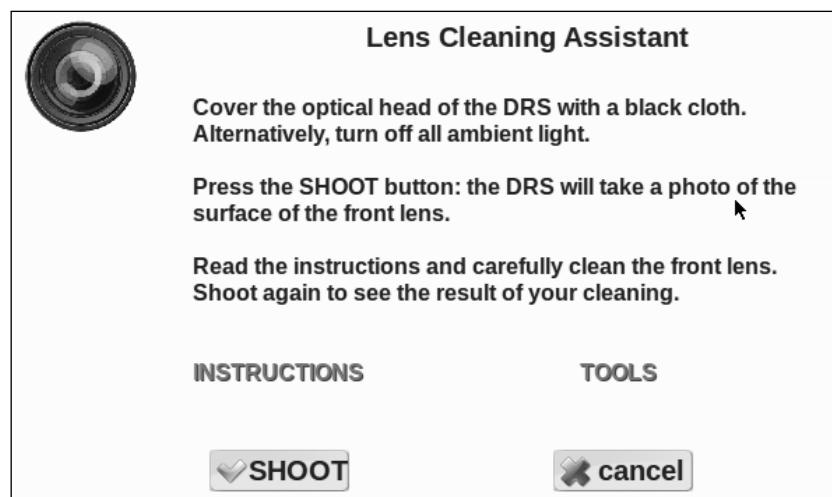 Lens Cleaning Assistant
Cover the optical head of the DRS with a black cloth.
Alternatively, turn off all ambient light.
Press the SHOOT button: the DRS will take a photo of the
surface of the front lens.
Read the instructions and carefully clean the front lens.
Shoot again to see the result of your cleaning.
INSTRUCTIONS TOOLS
SHOOT cancel